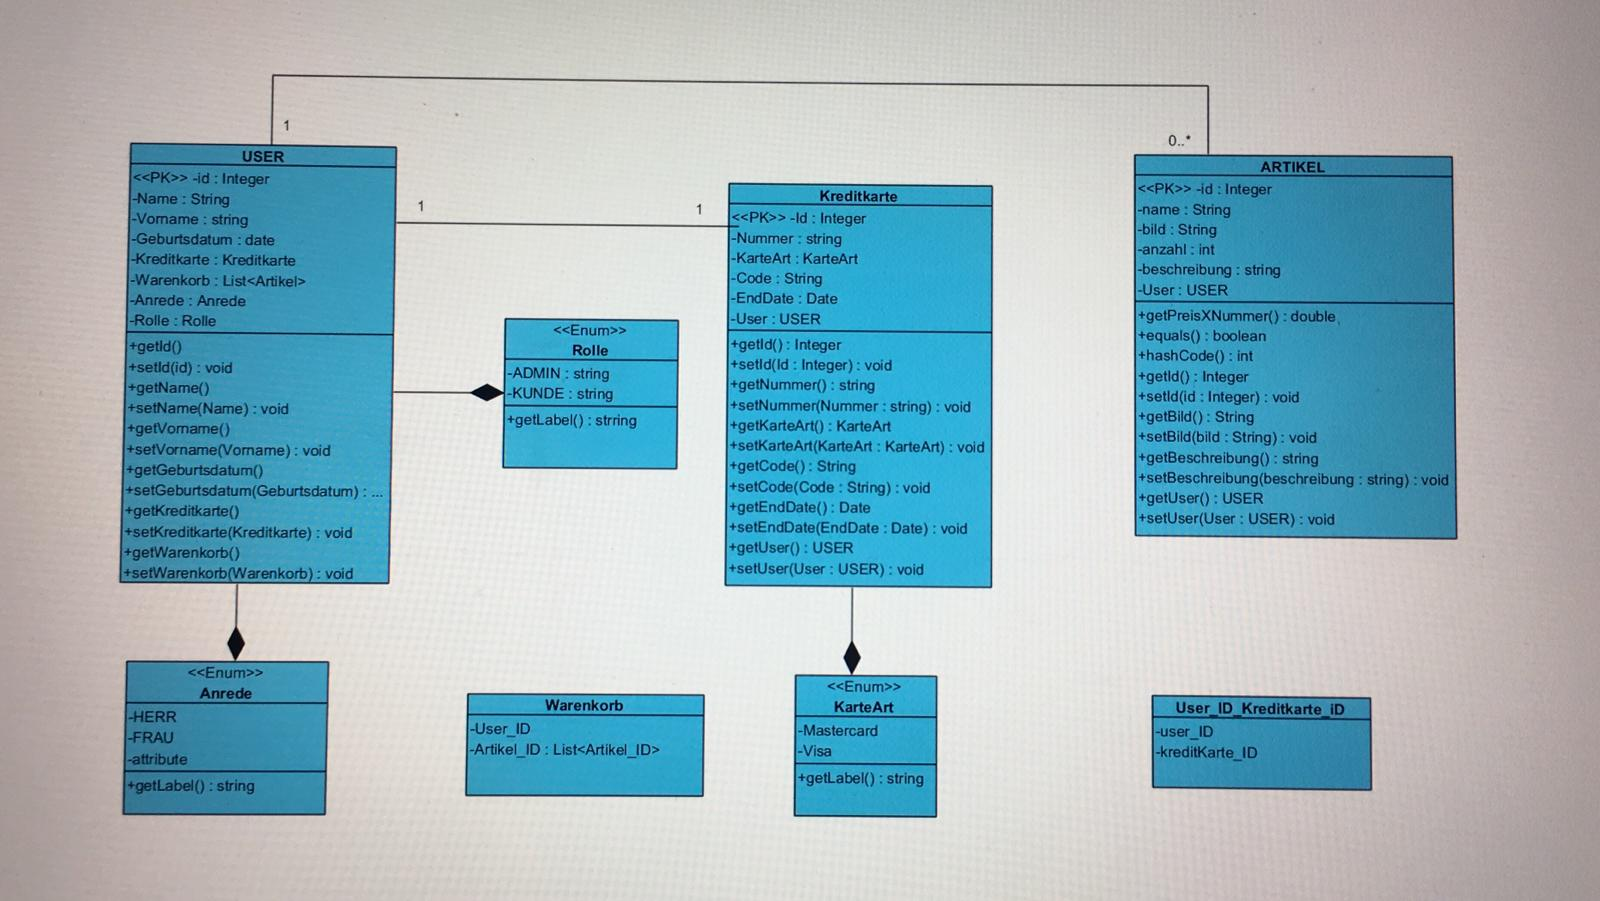 1
0..*
USER
<<PK>> -id : Integer
-Name : String
-Vorname : string
-Geburtsdatum : date
-Kreditkarte : Kreditkarte
-Warenkorb : List<Artikel>
-Anrede : Anrede
-Rolle : Rolle
+getId()
+setId(id) : void
+getName()
+setName(Name) : void
+getVorname()
+setVorname(Vorname) : void
+getGeburtsdatum()
+setGeburtsdatum(Geburtsdatum) : ...
+getKreditkarte()
+setKreditkarte(Kreditkarte) : void
+getWarenkorb()
+setWarenkorb(Warenkorb) : void
1
1
<<Enum>>
Rolle
-ADMIN : string
-KUNDE : string
+getLabel() : strring
Kreditkarte
<<PK>> -Id : Integer
-Nummer : string
-KarteArt : KarteArt
-Code : String
-EndDate : Date
-User : USER
+getId() : Integer
+setId(Id : Integer) : void
+getNummer() : string
+setNummer(Nummer : string) : void
+getKarteArt() : KarteArt
+setKarteArt(KarteArt : KarteArt) : void
+getCode() : String
+setCode(Code : String) : void
+getEndDate() : Date
+setEndDate(EndDate : Date) : void
+getUser() : USER
+setUser(User : USER) : void
ARTIKEL
<<PK>> -id : Integer
-name : String
-bild : String
-anzahl : int
-beschreibung : string
-User : USER
+getPreisXNummer() : double
+equals() : boolean
+hashCode() : int
+getId() : Integer
+setId(id : Integer) : void
+getBild() : String
+setBild(bild : String) : void
+getBeschreibung() : string
+setBeschreibung(beschreibung : string) : void
+getUser() : USER
+setUser(User : USER) : void
<<Enum>>
Anrede
-HERR
-FRAU
-attribute
+getLabel() : string
Warenkorb
-User_ID
-Artikel_ID : List<Artikel_ID>
<<Enum>>
KarteArt
-Mastercard
-Visa
+getLabel() : string
User_ID_Kreditkarte_iD
-user_ID
-kreditKarte_ID